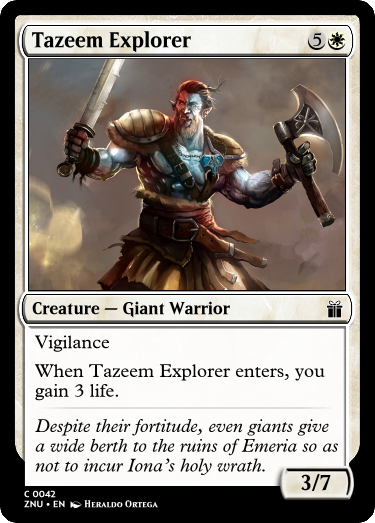 Tazeem Explorer 5
Creature — Giant Warrior
Vigilance
When Tazeem Explorer enters, you
gain 3 life.
Despite their fortitude, even giants give
a wide berth to the ruins of Emeria so as
not to incur Iona's holy wrath.
3/7
C 0042
ZNU • EN Heraldo Ortega